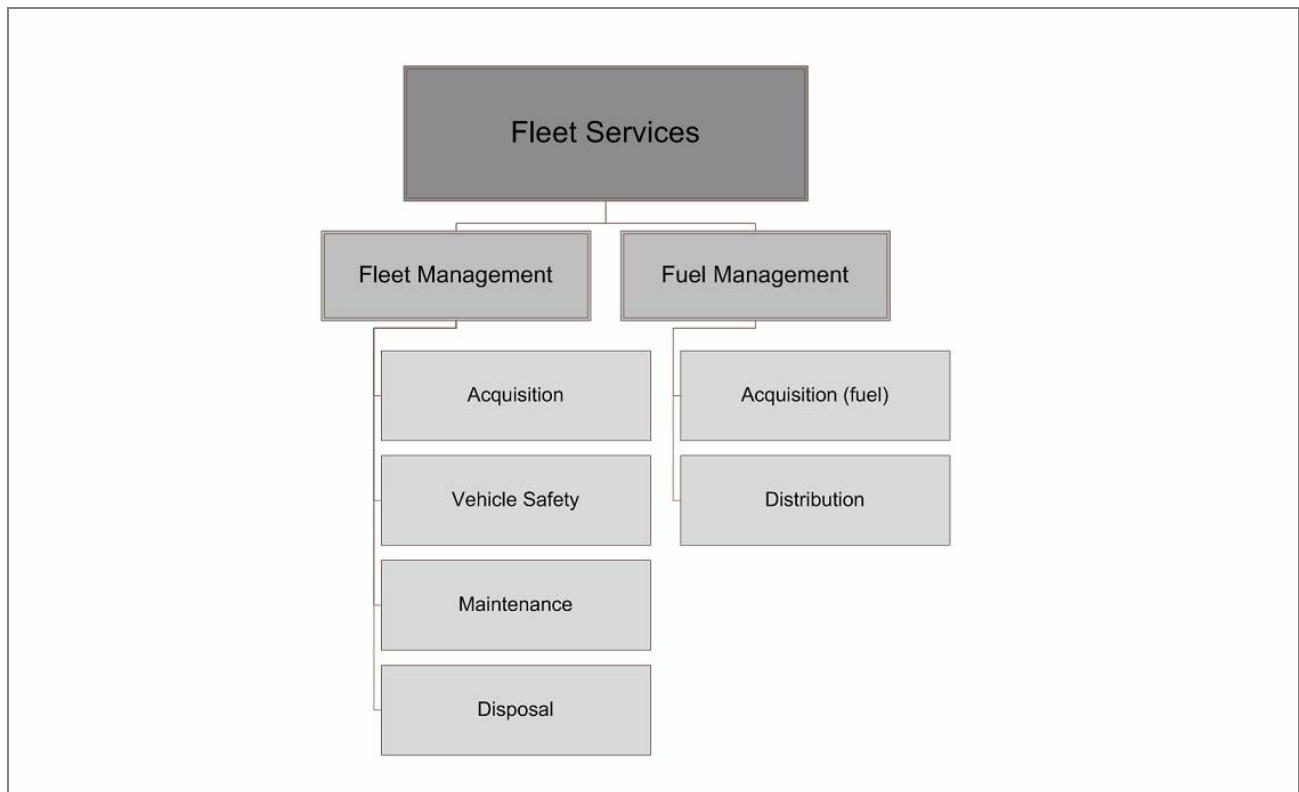 Fleet Services
Fleet Management
Fuel Management
Acquisition
Acquisition (fuel)
Vehicle Safety
Distribution
Maintenance
Disposal